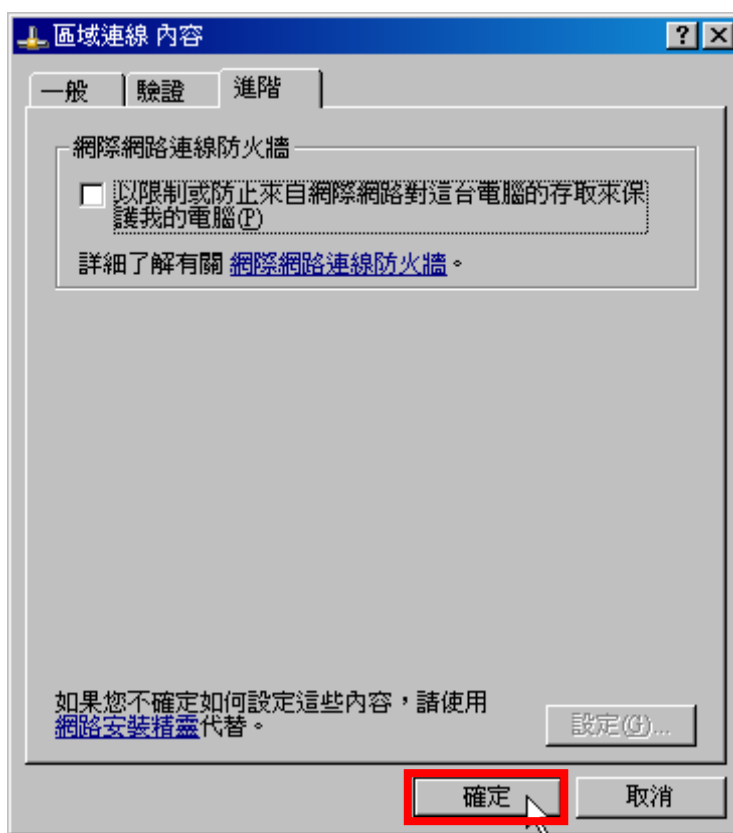 區域連線 內容
一般 驗證 進階
網際網路連線防火牆
以限制或防止來自網際網路對這台電腦的存取來保
護我的電腦(P)
詳細了解有關 網際網路連線防火牆。
如果您不確定如何設定這些內容,請使用
網路安裝精靈代替。
設定(G)...
確定 取消